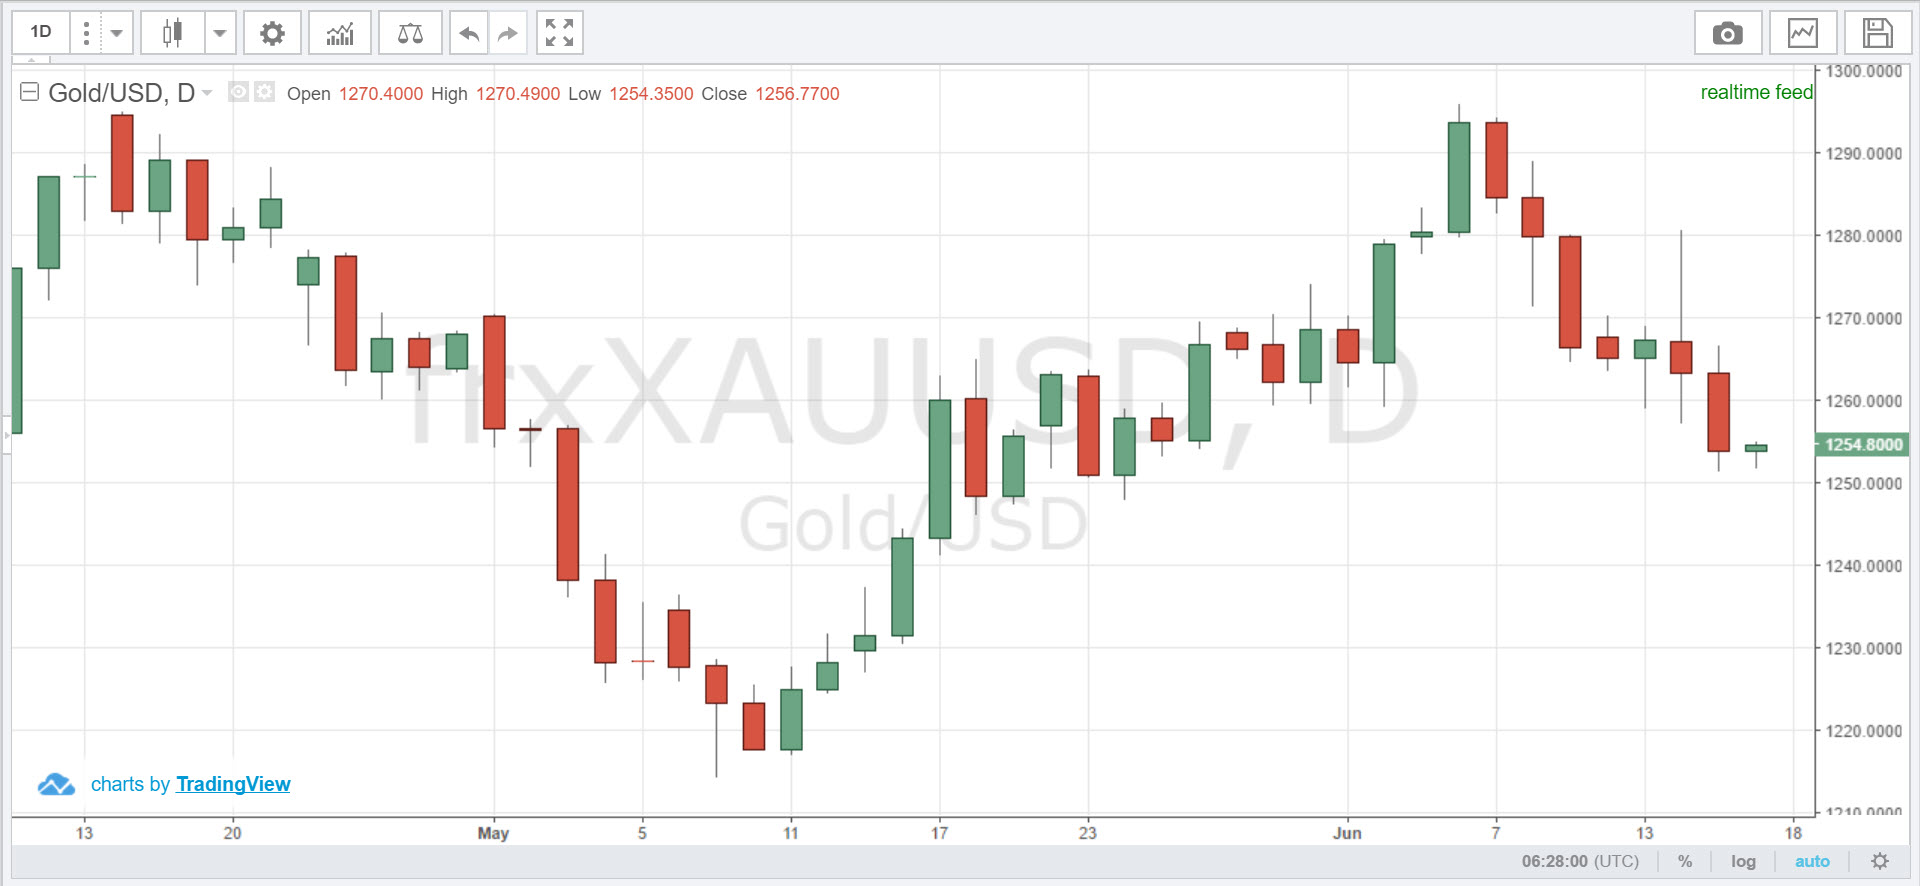 1D
Gold/USD, D Open 1270.4000 High 1270.4900 Low 1254.3500 Close 1256.7700
realtime feed
frxXAUUSD, D
Gold/USD
1300.0000
1290.0000
1280.0000
1270.0000
1260.0000
1254.8000
1250.0000
1240.0000
1230.0000
1220.0000
1210.0000
charts by TradingView
13 20 May 5 11 17 23 Jun 7 13 18
06:28:00 (UTC) % log auto